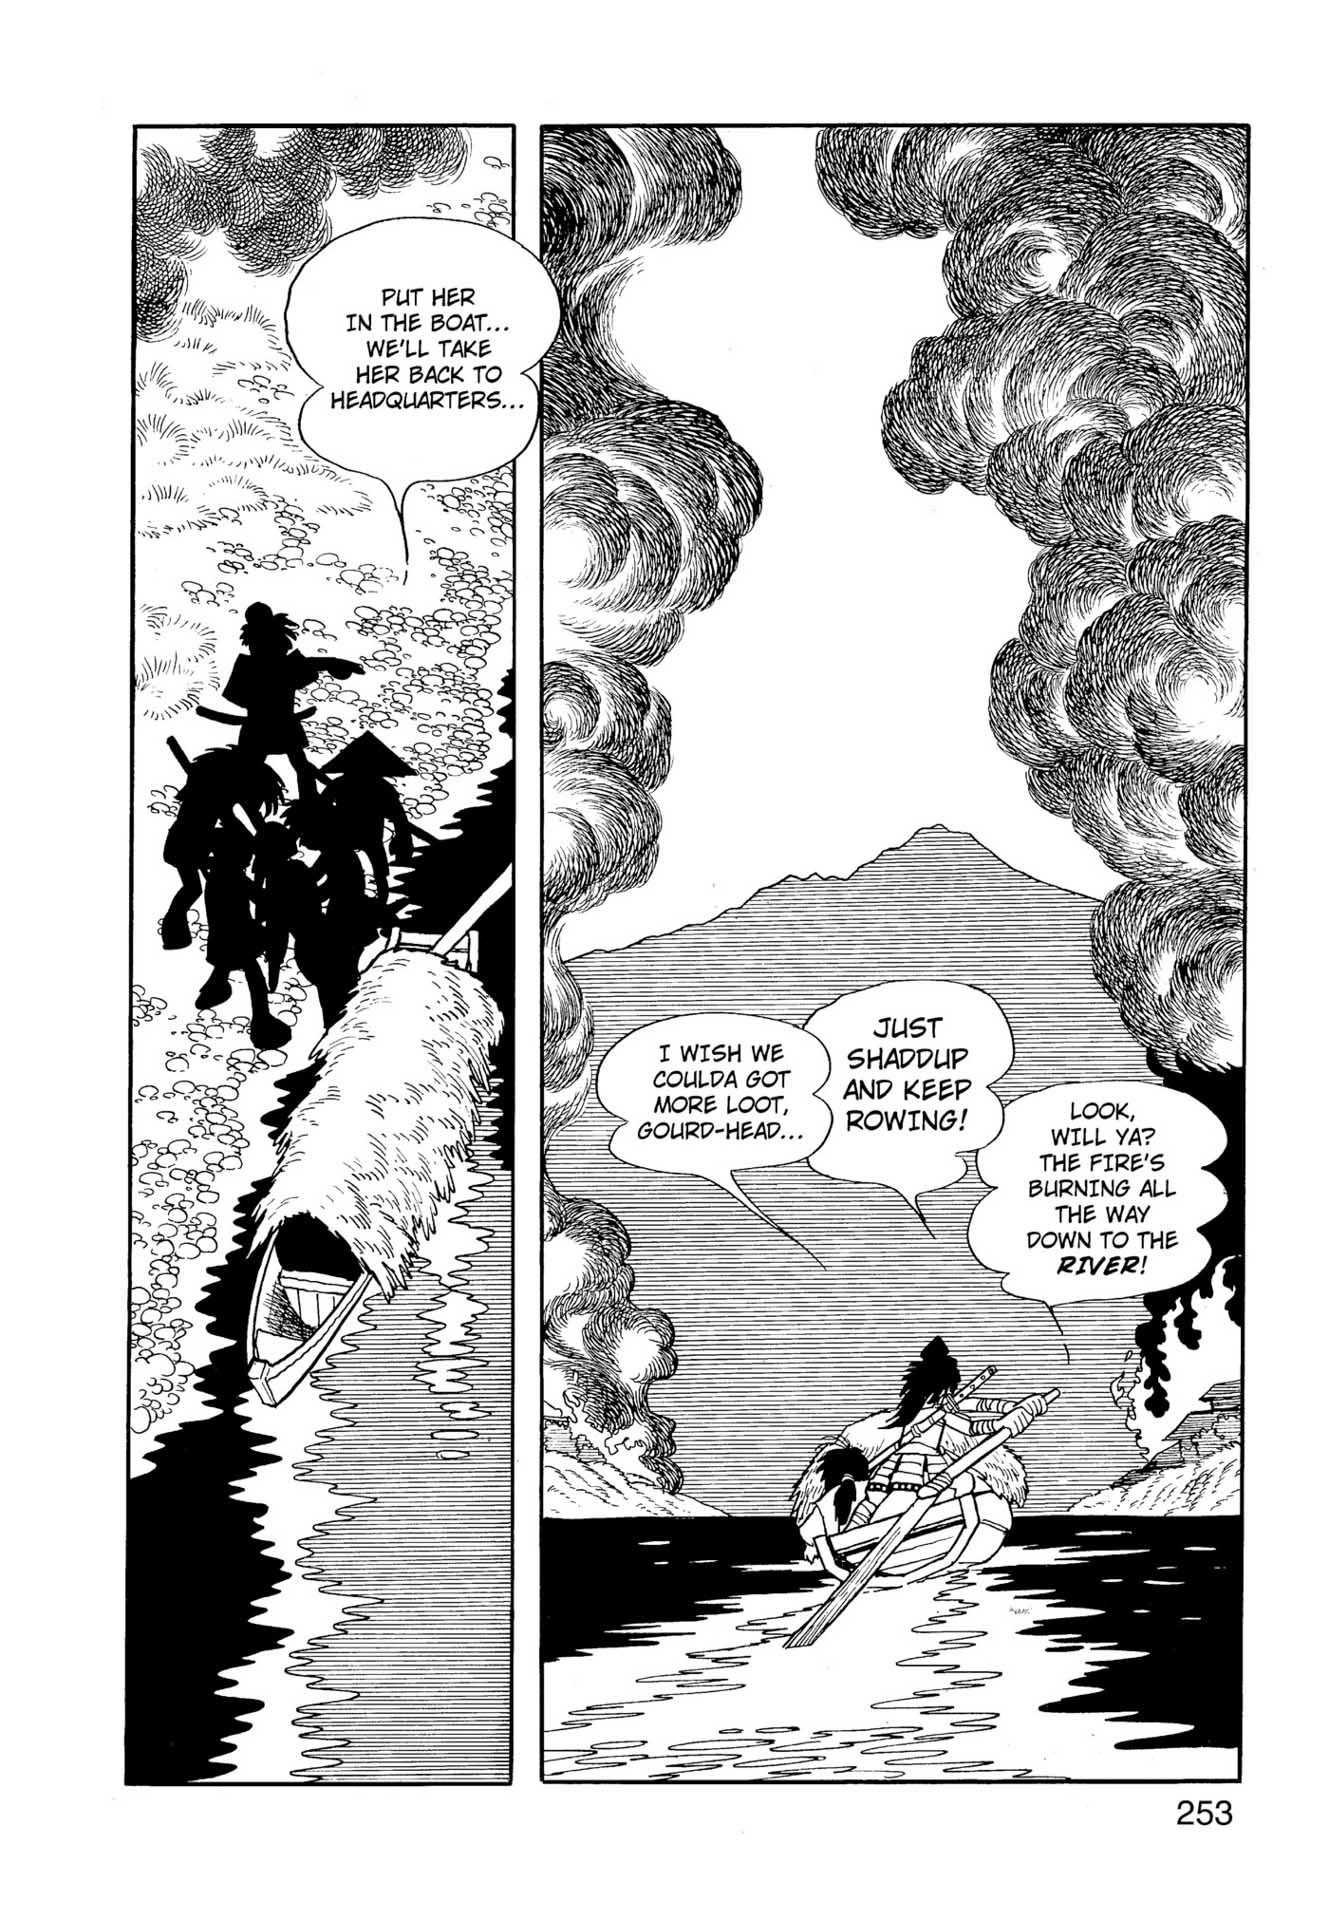 PUT HER
IN THE BOAT...
WE'LL TAKE
HER BACK TO
HEADQUARTERS...
I WISH WE
COULDA GOT
MORE LOOT,
GOURD-HEAD...
JUST
SHADDUP
AND KEEP
ROWING!
LOOK,
WILL YA?
THE FIRE'S
BURNING ALL
THE WAY
DOWN TO THE
RIVER!
253